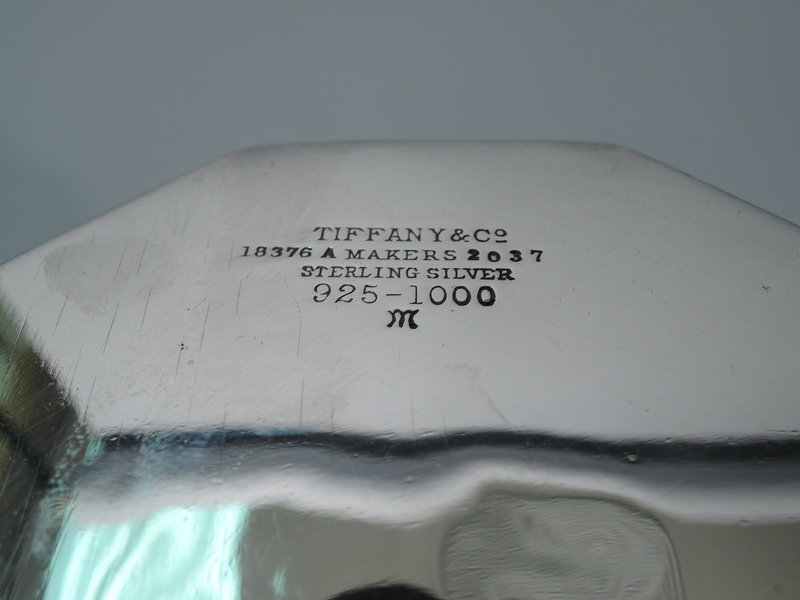 TIFFANY & Cº
18376 A MAKERS 2037
STERLING SILVER
925-1000
M